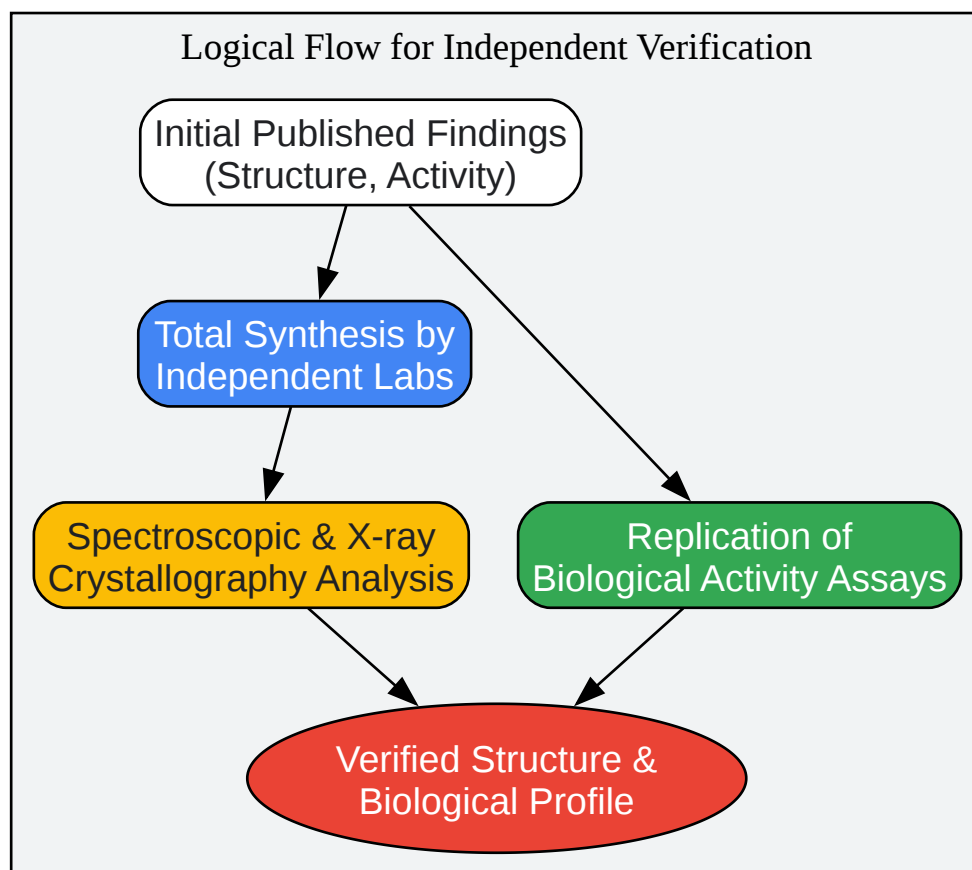 Logical Flow for Independent Verification
Initial Published Findings
(Structure, Activity)
Total Synthesis by
Independent Labs
Spectroscopic & X-ray
Crystallography Analysis
Replication of
Biological Activity Assays
Verified Structure &
Biological Profile